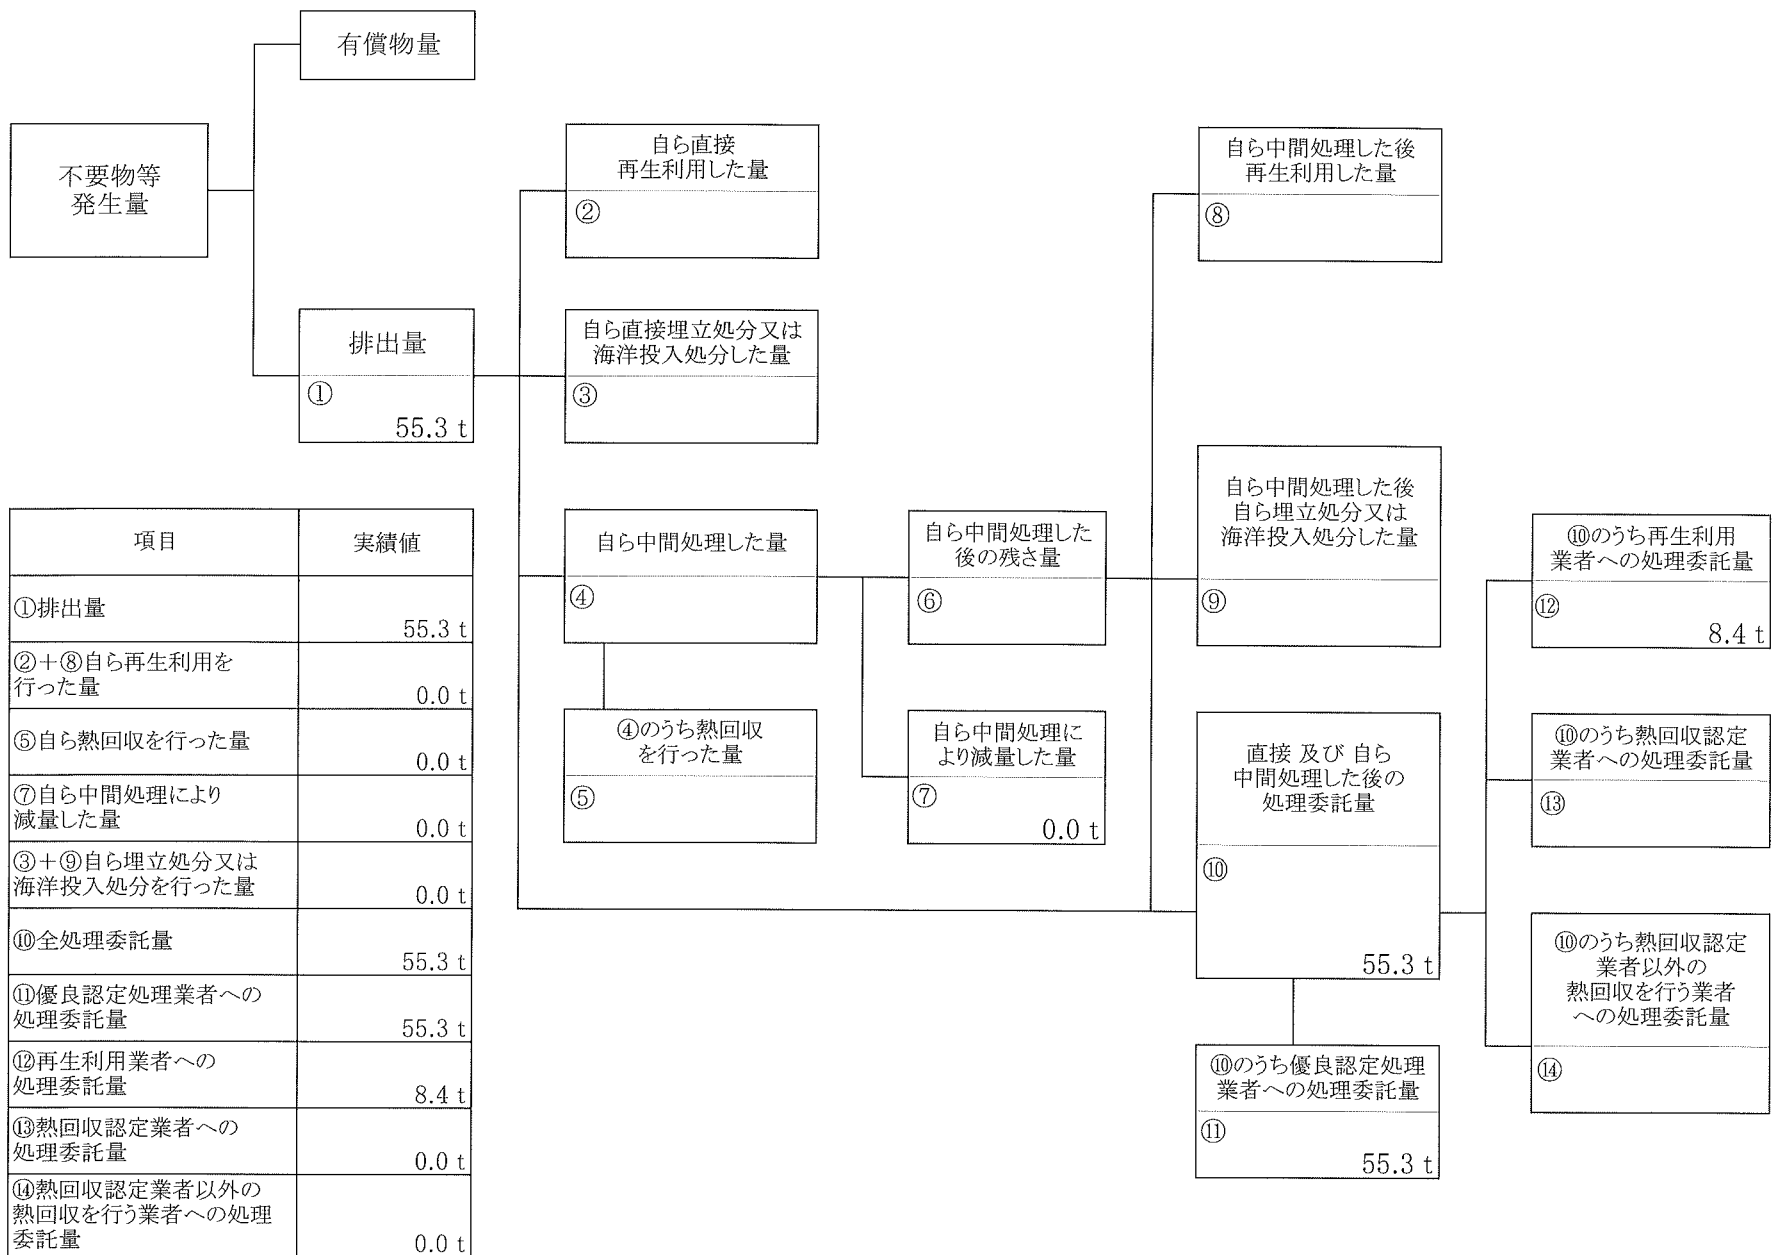 有償物量
不要物等
発生量
排出量
①
55.3 t
自ら直接
再生利用した量
②
自ら直接埋立処分又は
海洋投入処分した量
③
自ら中間処理した量
④
④のうち熱回収
を行った量
⑤
自ら中間処理した
後の残さ量
⑥
自ら中間処理に
より減量した量
⑦
0.0 t
自ら中間処理した後
再生利用した量
⑧
自ら中間処理した後
自ら埋立処分又は
海洋投入処分した量
⑨
直接 及び 自ら
中間処理した後の
処理委託量
⑩
55.3 t
⑩のうち優良認定処理
業者への処理委託量
⑪
55.3 t
⑩のうち再生利用
業者への処理委託量
⑫
8.4 t
⑩のうち熱回収認定
業者への処理委託量
⑬
⑩のうち熱回収認定
業者以外の
熱回収を行う業者
への処理委託量
⑭
項目 実績値
①排出量
55.3 t
②+⑧自ら再生利用を
行った量
0.0 t
⑤自ら熱回収を行った量
0.0 t
⑦自ら中間処理により
減量した量
0.0 t
③+⑨自ら埋立処分又は
海洋投入処分を行った量
0.0 t
⑩全処理委託量
55.3 t
⑪優良認定処理業者への
処理委託量
55.3 t
⑫再生利用業者への
処理委託量
8.4 t
⑬熱回収認定業者への
処理委託量
0.0 t
⑭熱回収認定業者以外の
熱回収を行う業者への処理
委託量
0.0 t